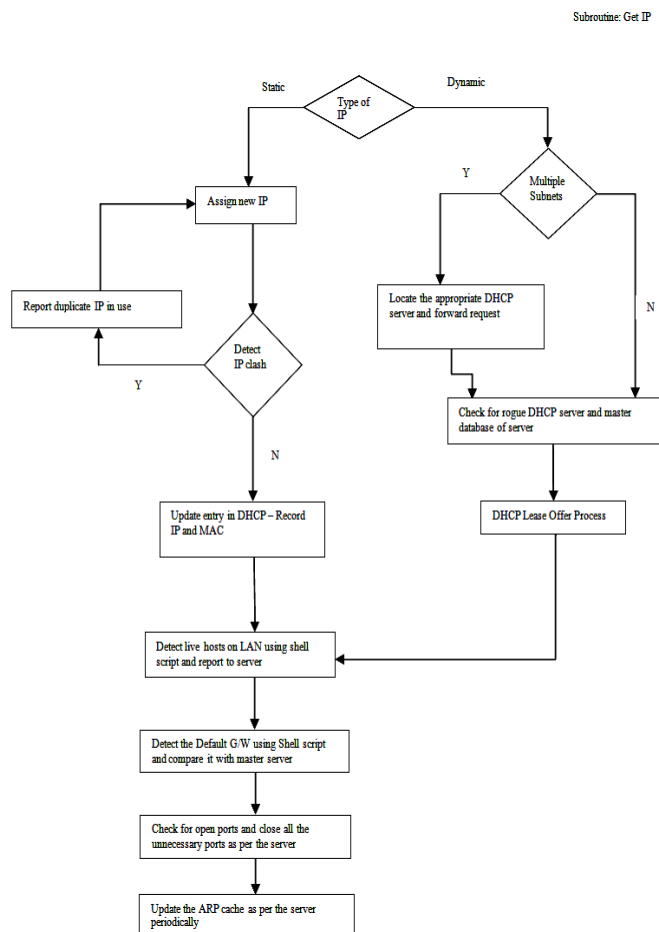 Subroutine: Get IP
Static
Dynamic
Type of
IP
Multiple
Subnets
Y
Assign new IP
Report duplicate IP in use
Locate the appropriate DHCP
server and forward request
N
Detect
IP clash
Y
Check for rogue DHCP server and master
database of server
N
Update entry in DHCP – Record
IP and MAC
DHCP Lease Offer Process
Detect live hosts on LAN using shell
script and report to server
Detect the Default G/W using Shell script
and compare it with master server
Check for open ports and close all the
unnecessary ports as per the server
Update the ARP cache as per the server
periodically